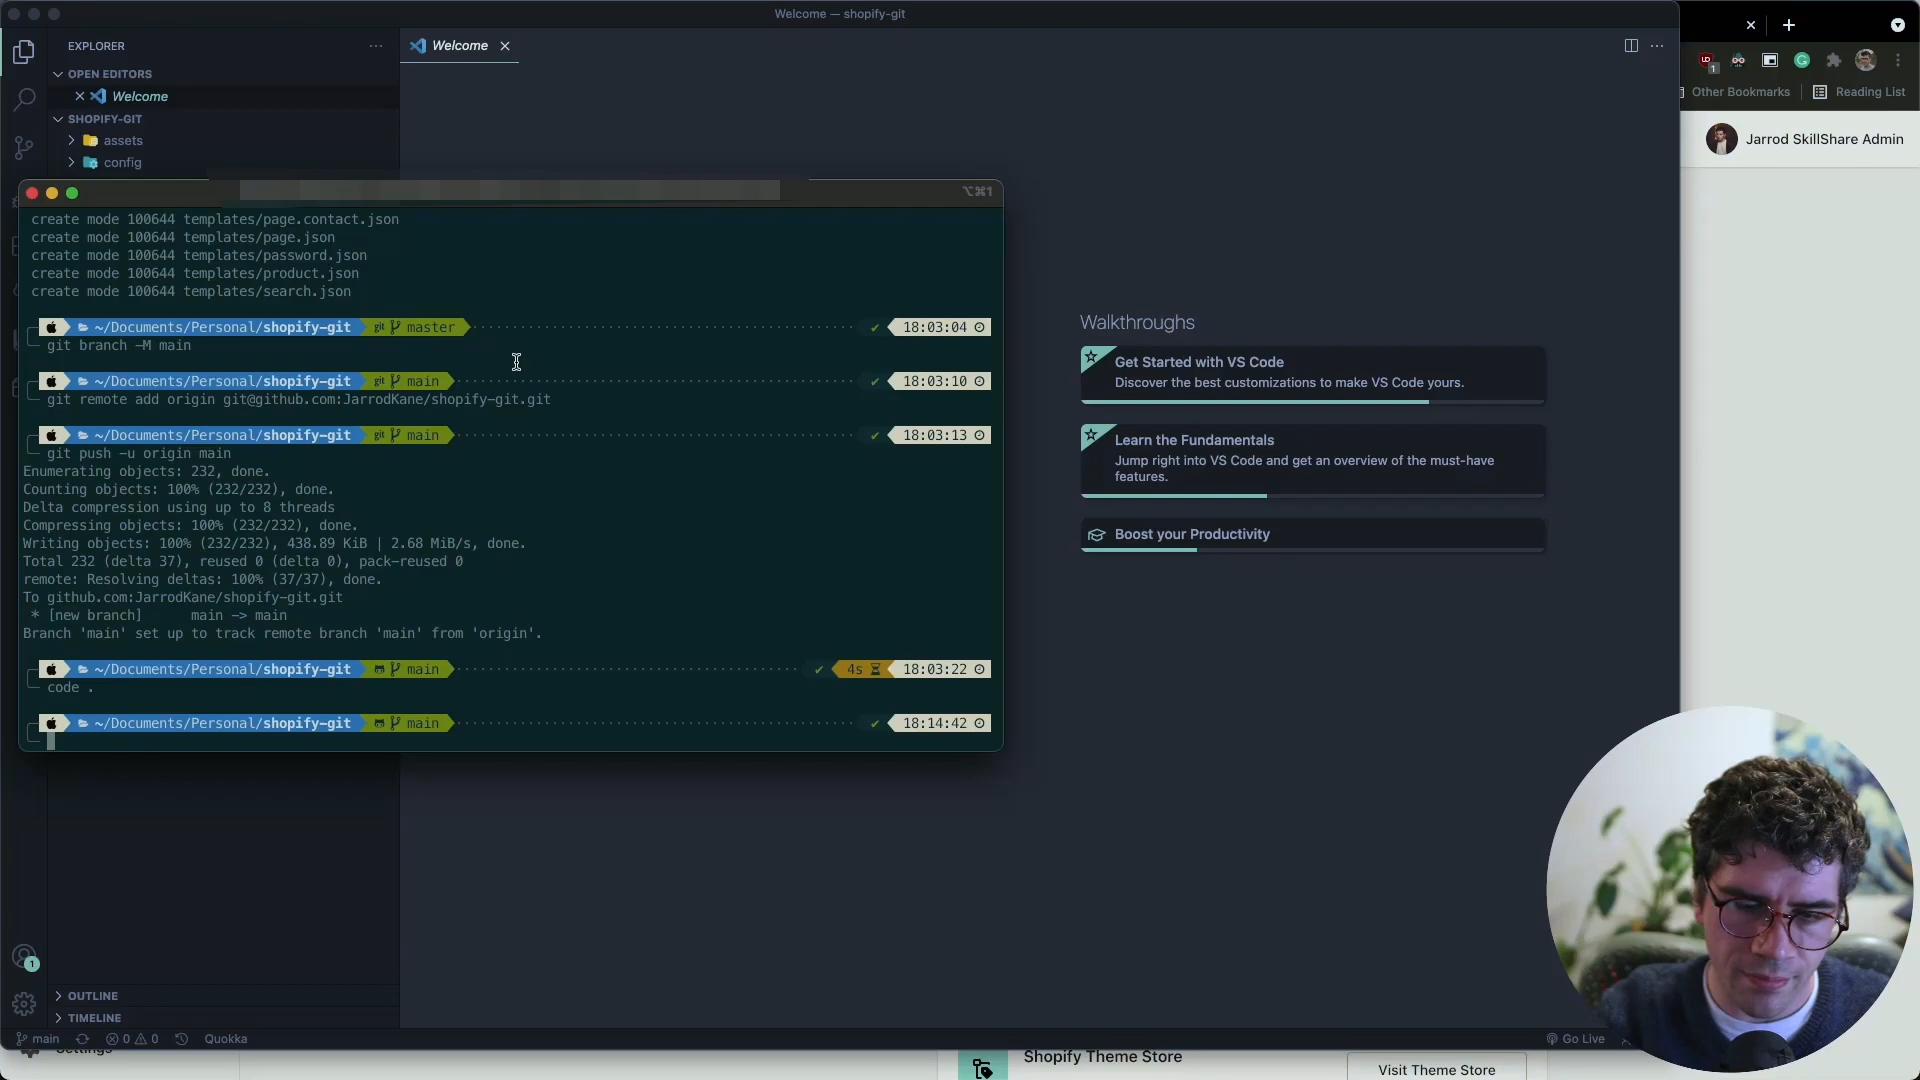 Welcome — shopify-git
EXPLORER
OPEN EDITORS
Welcome
SHOPIFY-GIT
assets
config
Welcome
Other Bookmarks
Reading List
Jarrod SkillShare Admin
1
⌥⌘1
create mode 100644 templates/page.contact.json
create mode 100644 templates/page.json
create mode 100644 templates/password.json
create mode 100644 templates/product.json
create mode 100644 templates/search.json
~/Documents/Personal/shopify-git git master ✔ 18:03:04
git branch -M main
~/Documents/Personal/shopify-git git main ✔ 18:03:10
git remote add origin git@github.com:JarrodKane/shopify-git.git
~/Documents/Personal/shopify-git git main ✔ 18:03:13
git push -u origin main
Enumerating objects: 232, done.
Counting objects: 100% (232/232), done.
Delta compression using up to 8 threads
Compressing objects: 100% (232/232), done.
Writing objects: 100% (232/232), 438.89 KiB | 2.68 MiB/s, done.
Total 232 (delta 37), reused 0 (delta 0), pack-reused 0
remote: Resolving deltas: 100% (37/37), done.
To github.com:JarrodKane/shopify-git.git
* [new branch] main -> main
Branch 'main' set up to track remote branch 'main' from 'origin'.
~/Documents/Personal/shopify-git main ✔ 4s 18:03:22
code .
~/Documents/Personal/shopify-git main ✔ 18:14:42
Walkthroughs
Get Started with VS Code
Discover the best customizations to make VS Code yours.
Learn the Fundamentals
Jump right into VS Code and get an overview of the must-have
features.
Boost your Productivity
1
OUTLINE
TIMELINE
main 0 0 Quokka
Go Live
Shopify Theme Store
Visit Theme Store